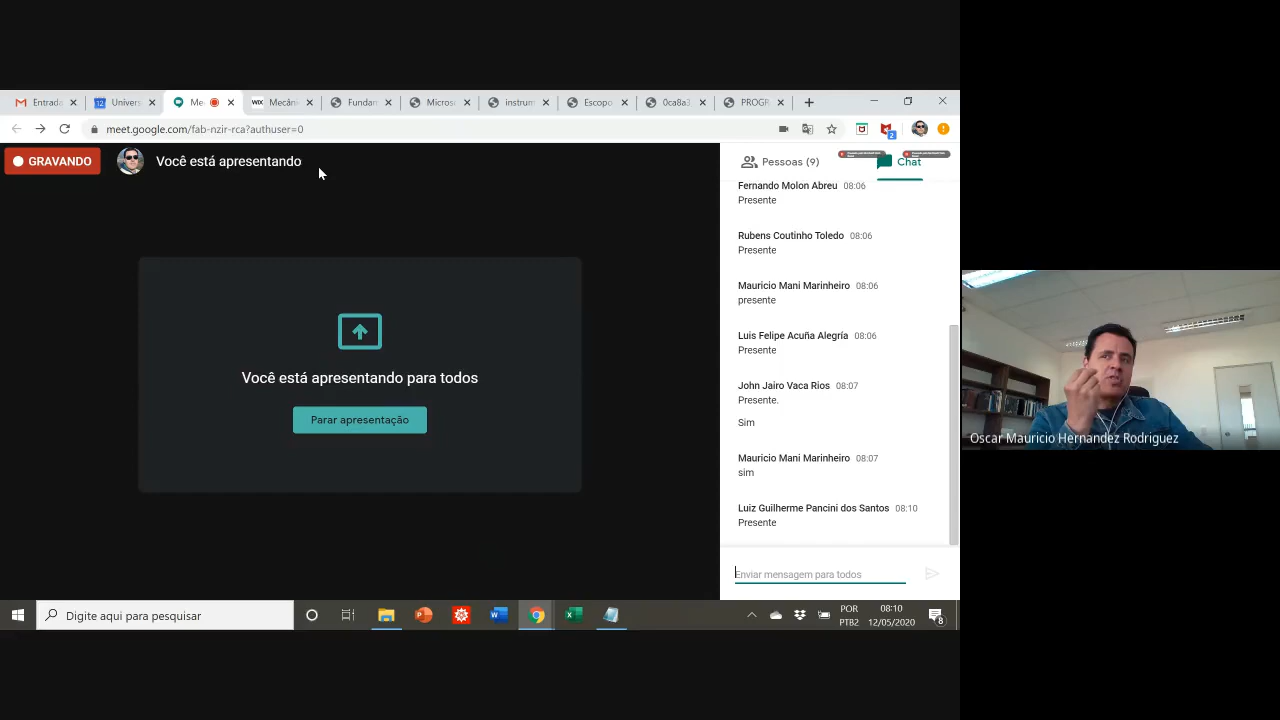 Entrada
Univers
Me
WIX Mecâni
Fundan
Micros
instrum
Escopo
0ca8a3
PROGR
meet.google.com/fab-nzir-rca?authuser=0
2
GRAVANDO
Você está apresentando
Pessoas (9)
Chat
Fernando Molon Abreu 08:06
Presente
Rubens Coutinho Toledo 08:06
Presente
Mauricio Mani Marinheiro 08:06
presente
Luis Felipe Acuña Alegría 08:06
Presente
John Jairo Vaca Rios 08:07
Presente.
Sim
Mauricio Mani Marinheiro 08:07
sim
Luiz Guilherme Pancini dos Santos 08:10
Presente
Enviar mensagem para todos
Você está apresentando para todos
Parar apresentação
Oscar Mauricio Hernandez Rodriguez
Digite aqui para pesquisar
POR
PTB2
08:10
12/05/2020
8